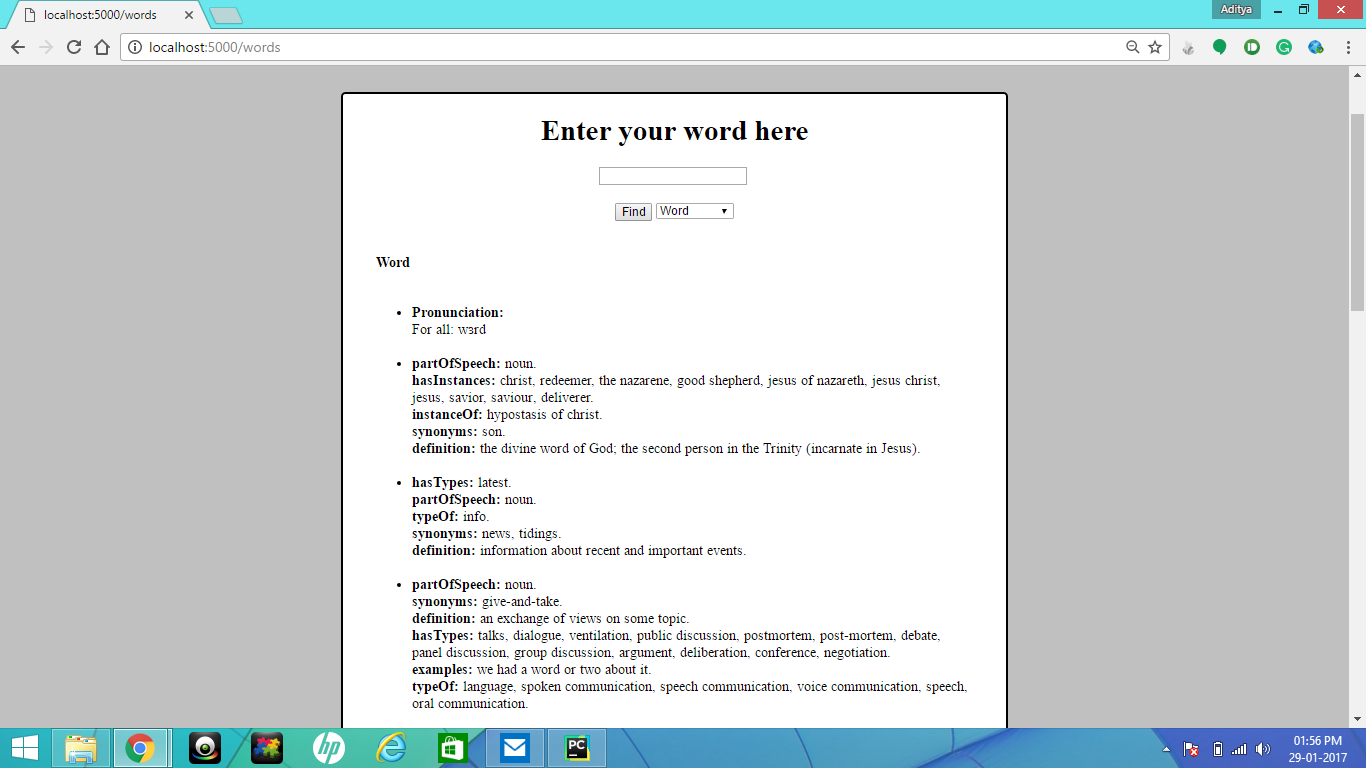 localhost:5000/words
Aditya
localhost:5000/words
Enter your word here
Find Word
Word
Pronunciation:
For all: wɜrd
partOfSpeech: noun.
hasInstances: christ, redeemer, the nazarene, good shepherd, jesus of nazareth, jesus christ,
jesus, savior, saviour, deliverer.
instanceOf: hypostasis of christ.
synonyms: son.
definition: the divine word of God; the second person in the Trinity (incarnate in Jesus).
hasTypes: latest.
partOfSpeech: noun.
typeOf: info.
synonyms: news, tidings.
definition: information about recent and important events.
partOfSpeech: noun.
synonyms: give-and-take.
definition: an exchange of views on some topic.
hasTypes: talks, dialogue, ventilation, public discussion, postmortem, post-mortem, debate,
panel discussion, group discussion, argument, deliberation, conference, negotiation.
examples: we had a word or two about it.
typeOf: language, spoken communication, speech communication, voice communication, speech,
oral communication.
hp
PC
01:56 PM
29-01-2017